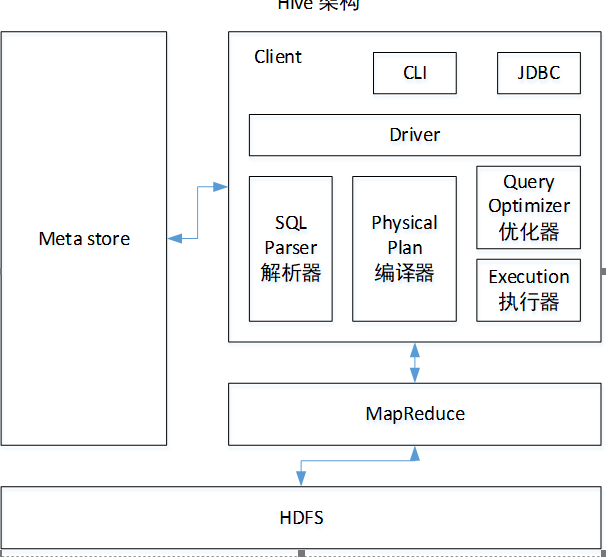 Hive 架构
Client
CLI
JDBC
Driver
Meta store
SQL
Parser
解析器
Physical
Plan
编译器
Query
Optimizer
优化器
Execution
执行器
MapReduce
HDFS